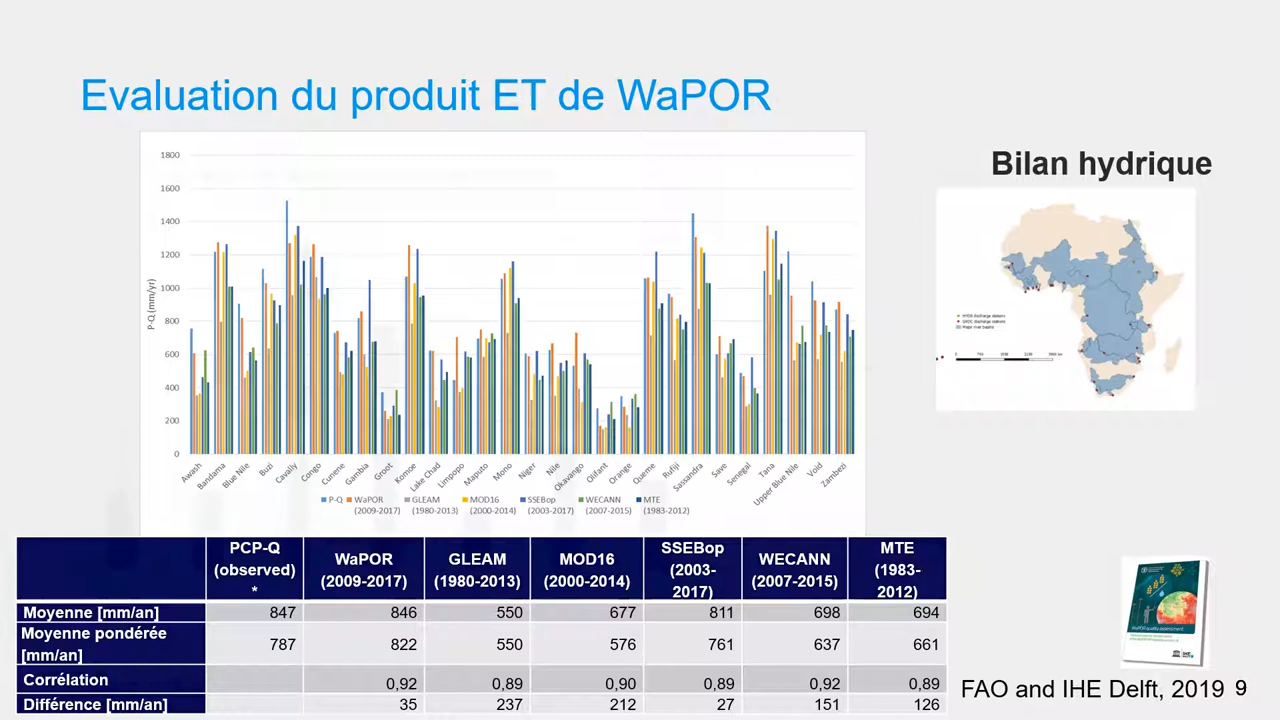 Evaluation du produit ET de WaPOR
1800
1600
1400
1200
1000
800
600
400
200
0
P-Q (mm/yr)
Awash
Bandama
Blue Nile
Buzi
Cavally
Congo
Cunene
Gambia
Groot
Komoe
Lake Chad
Limpopo
Maputo
Mono
Niger
Nile
Okavango
Olifant
Orange
Queme
Rufiji
Sassandra
Save
Senegal
Tana
Upper Blue Nile
Zambezi
P-Q WaPOR GLEAM MOD16 SSEBop WECANN MTE
(2009-2017) (1980-2013) (2000-2014) (2003-2017) (2007-2015) (1983-2012)
Bilan hydrique
PCP-Q (observed) * WaPOR (2009-2017) GLEAM (1980-2013) MOD16 (2000-2014) SSEBop (2003-2017) WECANN (2007-2015) MTE (1983-2012)
Moyenne [mm/an] 847 846 550 677 811 698 694
Moyenne pondérée [mm/an] 787 822 550 576 761 637 661
Corrélation 0,92 0,89 0,90 0,89 0,92 0,89
Différence [mm/an] 35 237 212 27 151 126
WaPOR quality assessment
FAO and IHE Delft, 2019 9